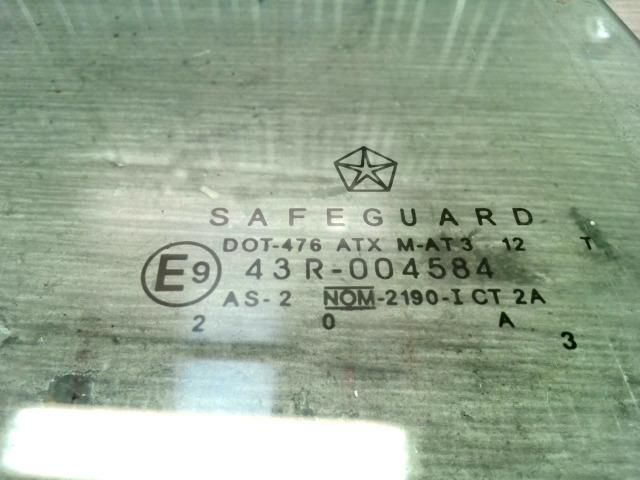 SAFEGUARD
DOT-476 ATX M-AT3 12 T
E9 43R-004584
AS-2 NOM-2190-I CT 2A
2 0 A
3